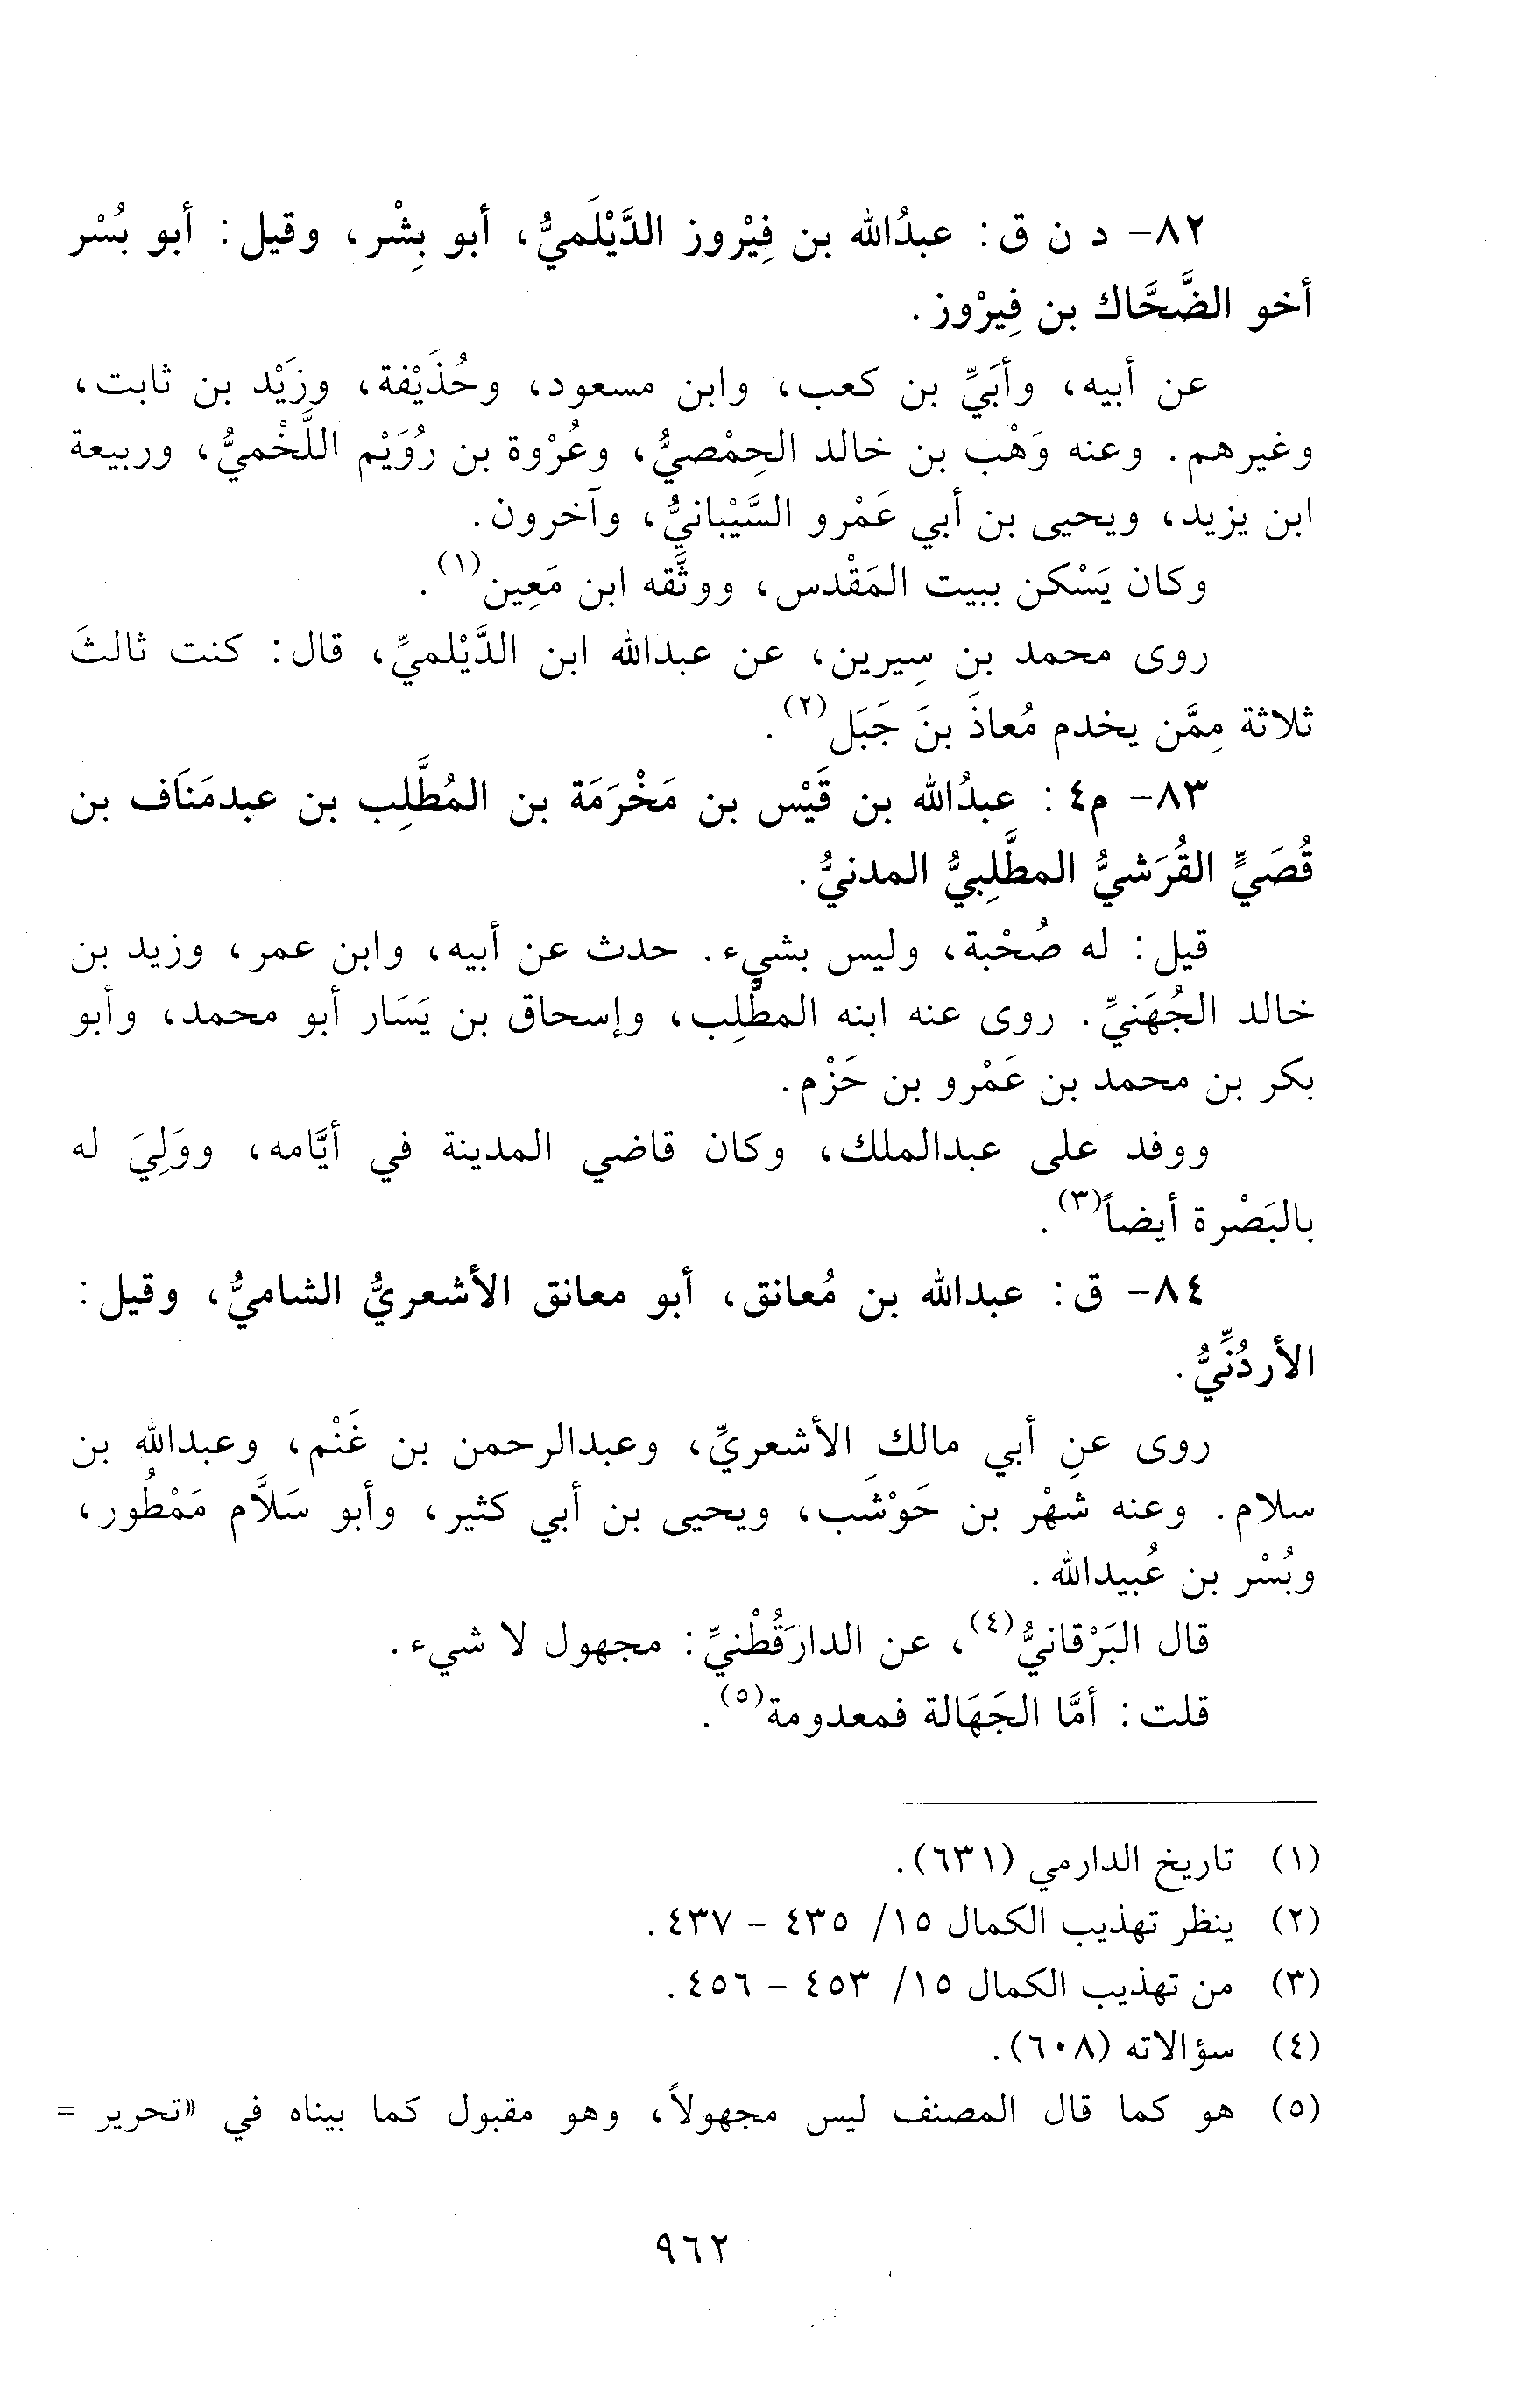 ٨٢- د ن ق: عبدُالله بن فِيْروز الدَّيْلَميُّ، أبو بِشْر، وقيل: أبو بُسْر
أخو الضَّحَّاك بن فِيرْوز.
عن أبيه، وأُبَيِّ بن كعب، وابن مسعود، وحُذَيْفة، وزَيْد بن ثابت،
وغيرهم. وعنه وَهْب بن خالد الحِمْصيُّ، وعُرْوة بن رُوَيْم اللَّخْميُّ، وربيعة
ابن يزيد، ويحيى بن أبي عَمْرو السَّيْبانيُّ، وآخرون.
وكان يَسْكن ببيت المَقْدس، ووثَّقه ابن مَعِين(١).
روى محمد بن سِيرين، عن عبدالله ابن الدَّيْلميِّ، قال: كنت ثالثَ
ثلاثة مِمَّن يخدم مُعاذَ بنَ جَبَل(٢).
٨٣- م٤: عبدُالله بن قَيْس بن مَخْرَمَة بن المُطَّلِب بن عبدمَنَاف بن
قُصَيٍّ القُرَشيُّ المطَّلِبيُّ المدنيُّ.
قيل: له صُحْبة، وليس بشيء. حدث عن أبيه، وابن عمر، وزيد بن
خالد الجُهَنيِّ. روى عنه ابنه المطَّلِب، وإسحاق بن يَسَار أبو محمد، وأبو
بكر بن محمد بن عَمْرو بن حَزْم.
ووفد على عبدالملك، وكان قاضي المدينة في أيَّامه، ووَلِيَ له
بالبَصْرة أيضاً(٣).
٨٤- ق: عبدالله بن مُعانق، أبو معانق الأشعريُّ الشاميُّ، وقيل:
الأردُنِّيُّ.
روى عن أبي مالك الأشعريِّ، وعبدالرحمن بن غَنْم، وعبدالله بن
سلام. وعنه شَهْر بن حَوْشَب، ويحيى بن أبي كثير، وأبو سَلاَّم مَمْطُور،
وبُسْر بن عُبيدالله.
قال البَرْقانيُّ(٤)، عن الدارَقُطْنيِّ: مجهول لا شيء.
قلت: أمَّا الجَهَالة فمعدومة(٥).
(١) تاريخ الدارمي (٦٣١).
(٢) ينظر تهذيب الكمال ١٥/ ٤٣٥ - ٤٣٧.
(٣) من تهذيب الكمال ١٥/ ٤٥٣ - ٤٥٦.
(٤) سؤالاته (٦٠٨).
(٥) هو كما قال المصنف ليس مجهولاً، وهو مقبول كما بيناه في «تحرير =
٩٦٢